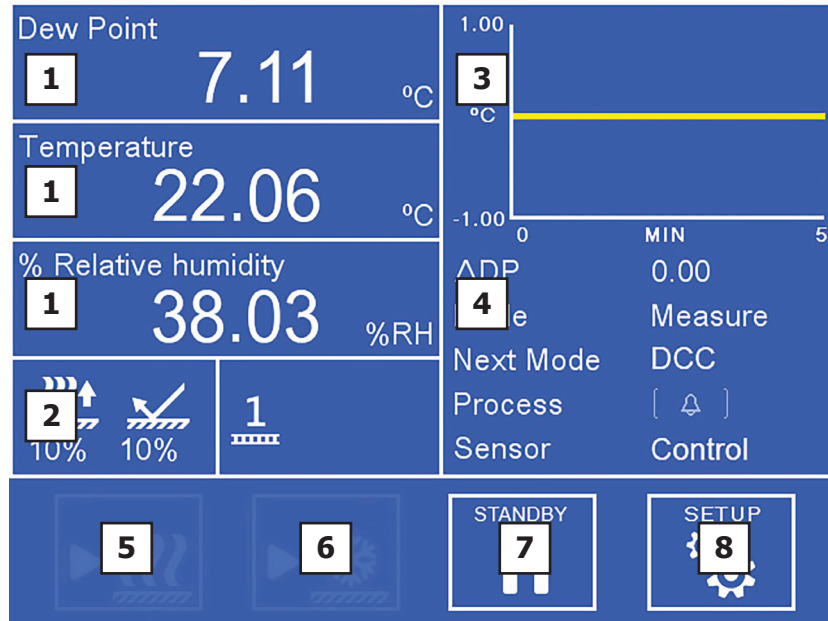 Dew Point
1
7.11
ºC
Temperature
1
22.06
ºC
% Relative humidity
1
38.03
%RH
2
10%
10%
1
1.00
3
ºC
-1.00
0
MIN
5
ΔDP
0.00
4
Measure
Next Mode
DCC
Process
[ ]
Sensor
Control
5
6
STANDBY
7
SETUP
8